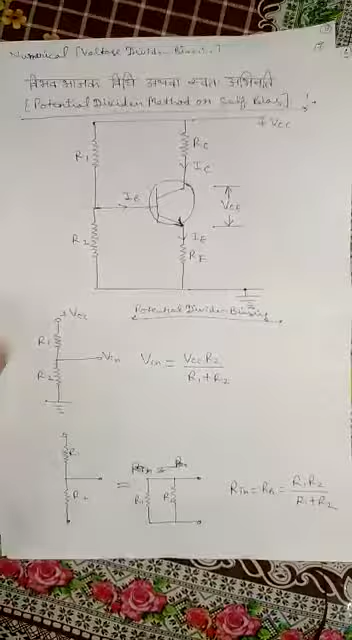 Numerical [Voltage Divider Biasing]
विभव भाजक विधि अथवा स्वतः अभिनति
[Potential Divider Method or Self Bias]
+Vcc
R1
Rc
Ic
IB
VCE
R2
IE
RE
Potential Divider Biasing
+Vcc
R1
Vin
R2
Vin = Vcc R2 / R1+R2
R1
R2
=
R1
R2
Rin = RB = R1R2 / R1+R2